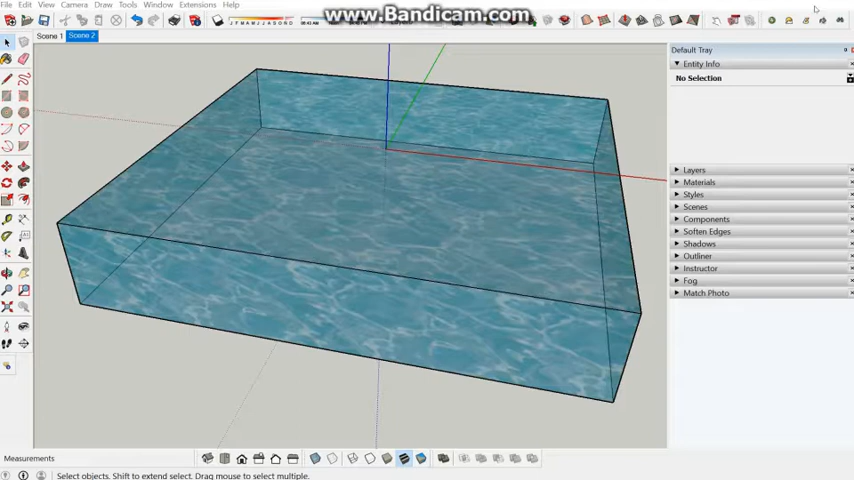 File Edit View Camera Draw Tools Window Extensions Help
www.Bandicam.com
J F M A M J J A S O N D
Scene 1 Scene 2
Default Tray
Entity Info
No Selection
Layers
Materials
Styles
Scenes
Components
Soften Edges
Shadows
Outliner
Instructor
Fog
Match Photo
Measurements
Select objects. Shift to extend select. Drag mouse to select multiple.